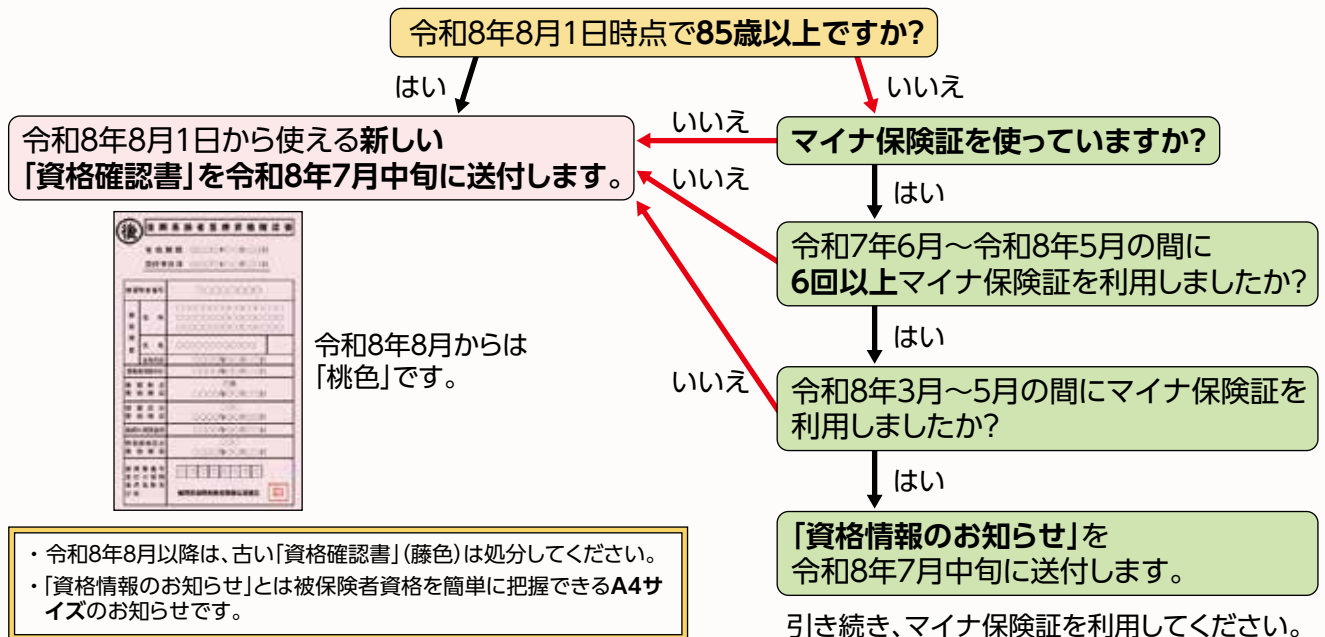 令和8年8月1日時点で85歳以上ですか?
はい
いいえ
令和8年8月1日から使える新しい
「資格確認書」を令和8年7月中旬に送付します。
いいえ
マイナ保険証を使っていますか?
いいえ
はい
令和7年6月～令和8年5月の間に
6回以上マイナ保険証を利用しましたか?
はい
後
令和8年8月からは
「桃色」です。
いいえ
令和8年3月～5月の間にマイナ保険証を
利用しましたか?
はい
「資格情報のお知らせ」を
令和8年7月中旬に送付します。
引き続き、マイナ保険証を利用してください。
・令和8年8月以降は、古い「資格確認書」(藤色)は処分してください。
・「資格情報のお知らせ」とは被保険者資格を簡単に把握できるA4サ
イズのお知らせです。